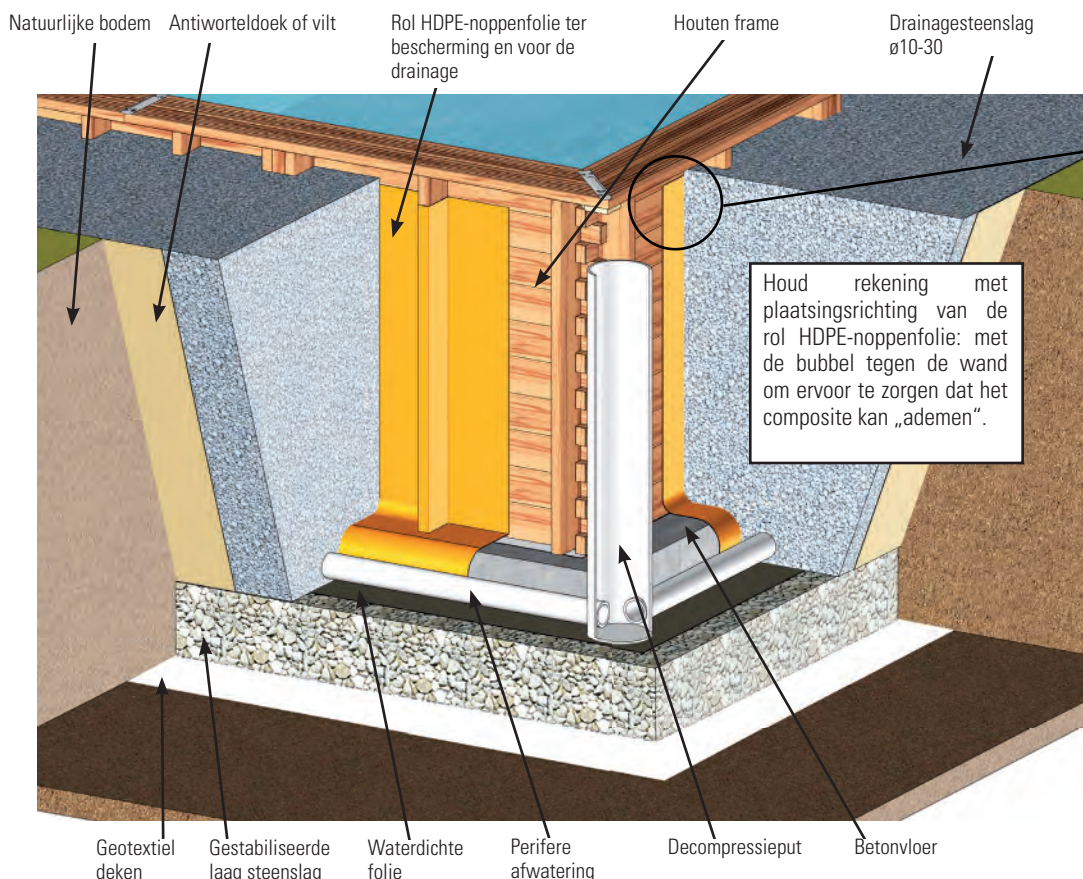 Natuurlijke bodem
Antiworteldoek of vilt
Rol HDPE-noppenfolie ter
bescherming en voor de
drainage
Houten frame
Drainagesteenslag
ø10-30
Houd rekening met
plaatsingsrichting van de
rol HDPE-noppenfolie: met
de bubbel tegen de wand
om ervoor te zorgen dat het
composite kan „ademen“.
Geotextiel
deken
Gestabiliseerde
laag steenslag
Waterdichte
folie
Perifere
afwatering
Decompressieput
Betonvloer